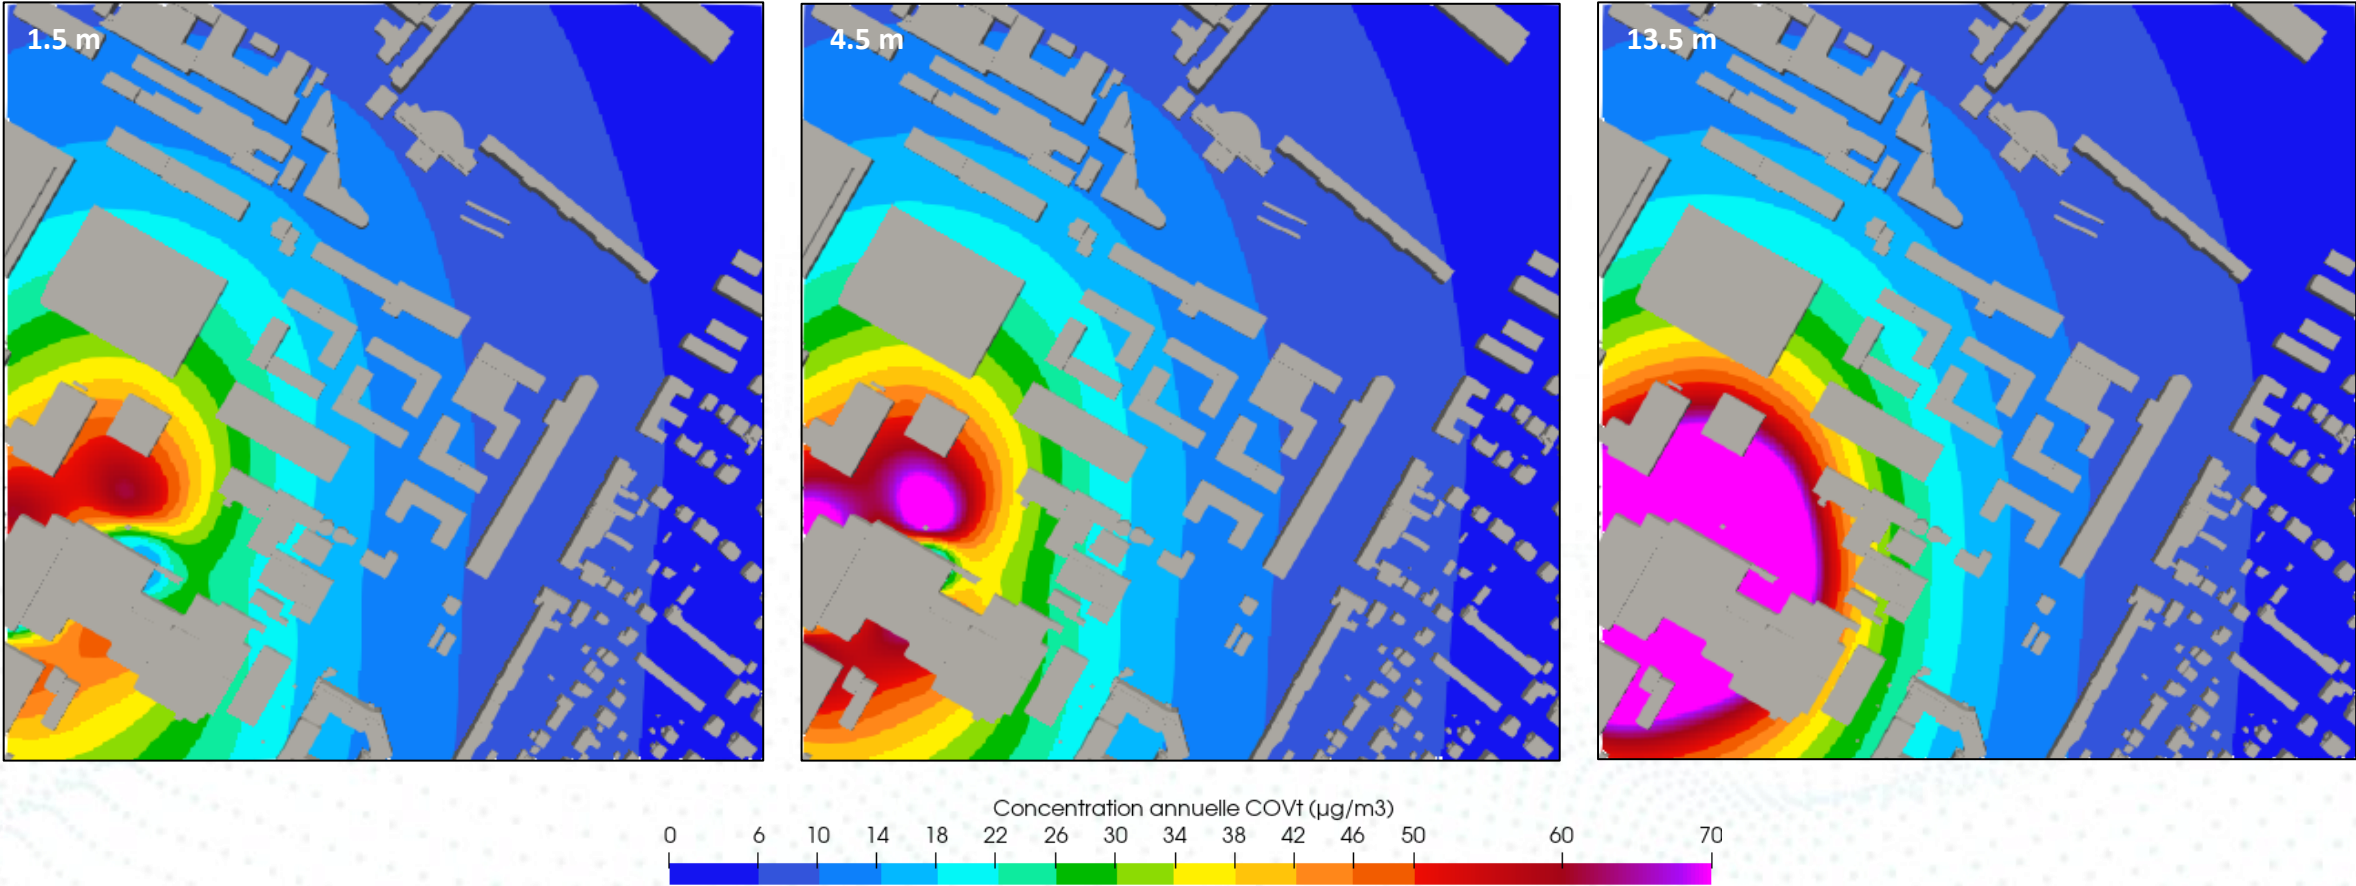 1.5 m
4.5 m
13.5 m
Concentration annuelle COVt (µg/m3)
0 6 10 14 18 22 26 30 34 38 42 46 50 60 70